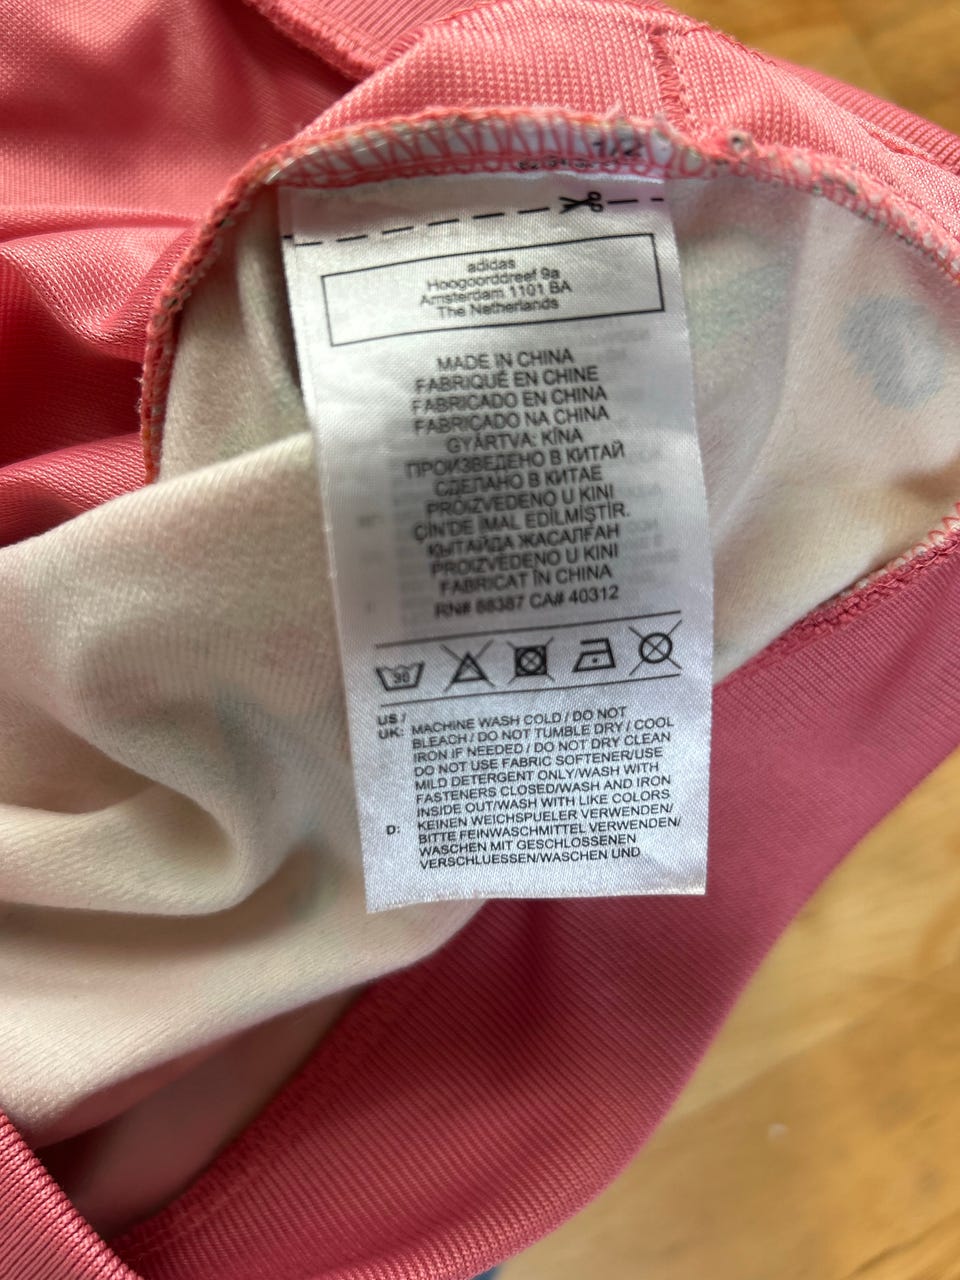 1/2
adidas
Hoogoorddreef 9a
Amsterdam 1101 BA
The Netherlands
MADE IN CHINA
FABRIQUÉ EN CHINE
FABRICADO EN CHINA
FABRICADO NA CHINA
GYÁRTVA: KÍNA
ПРОИЗВЕДЕНО В КИТАЙ
СДЕЛАНО В КИТАЕ
PROIZVEDENO U KINI
ÇİN'DE İMAL EDİLMİŞTİR.
ҚЫТАЙДА ЖАСАЛҒАН
PROIZVEDENO U KINI
FABRICAT ÎN CHINA
RN# 88387 CA# 40312
30
US / UK: MACHINE WASH COLD / DO NOT
BLEACH / DO NOT TUMBLE DRY / COOL
IRON IF NEEDED / DO NOT DRY CLEAN
DO NOT USE FABRIC SOFTENER/USE
MILD DETERGENT ONLY/WASH WITH
FASTENERS CLOSED/WASH AND IRON
INSIDE OUT/WASH WITH LIKE COLORS
D: KEINEN WEICHSPUELER VERWENDEN/
BITTE FEINWASCHMITTEL VERWENDEN/
WASCHEN MIT GESCHLOSSENEN
VERSCHLUESSEN/WASCHEN UND